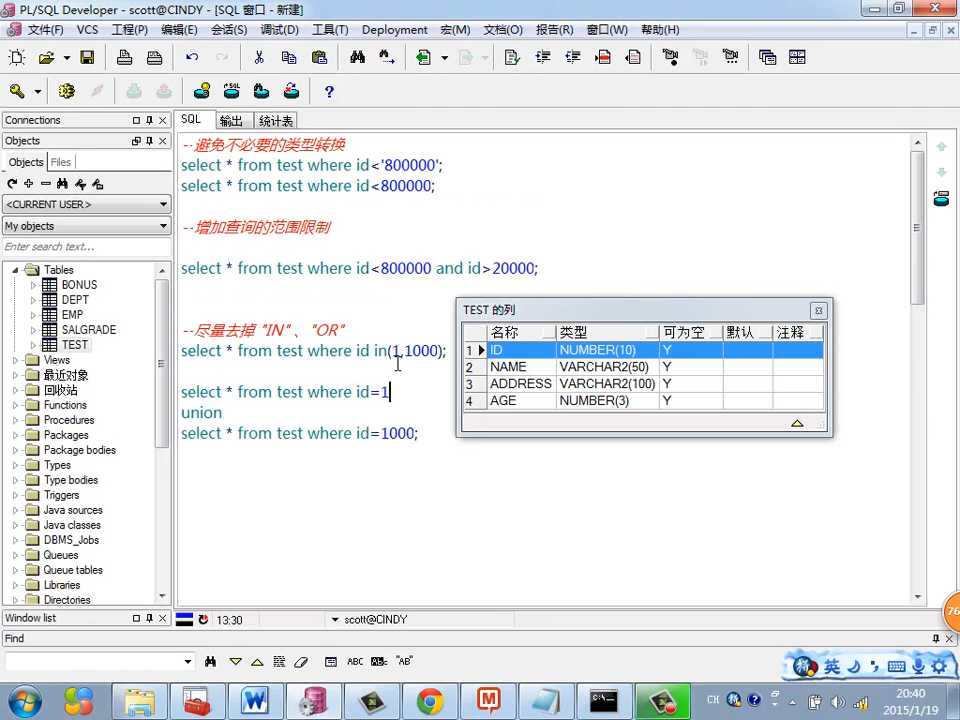 PL/SQL Developer - scott@CINDY - [SQL 窗口 - 新建]
文件(F) VCS 工程(P) 编辑(E) 会话(S) 调试(D) 工具(T) Deployment 宏(M) 文档(O) 报告(R) 窗口(W) 帮助(H)
Connections
Objects
Objects Files
<CURRENT USER>
My objects
Enter search text...
Tables
BONUS
DEPT
EMP
SALGRADE
TEST
Views
最近对象
回收站
Functions
Procedures
Packages
Package bodies
Types
Type bodies
Triggers
Java sources
Java classes
DBMS_Jobs
Queues
Queue tables
Libraries
Directories
Window list
SQL 输出 统计表
--避免不必要的类型转换
select * from test where id<'800000';
select * from test where id<800000;
--增加查询的范围限制
select * from test where id<800000 and id>20000;
--尽量去掉 "IN" 、"OR"
select * from test where id in(1,1000);
select * from test where id=1
union
select * from test where id=1000;
TEST 的列
名称 类型 可为空 默认 注释
1 ID NUMBER(10) Y
2 NAME VARCHAR2(50) Y
3 ADDRESS VARCHAR2(100) Y
4 AGE NUMBER(3) Y
13:30 scott@CINDY
Find
ABC "AB"
英
76
CH
20:40
2015/1/19